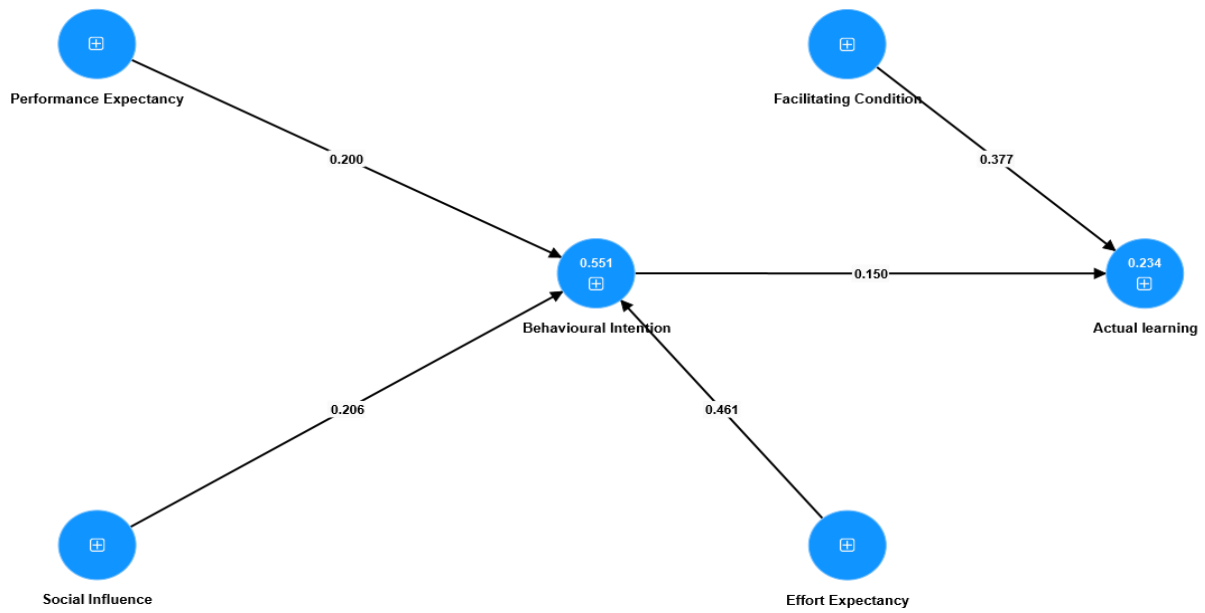 Performance Expectancy
Facilitating Condition
0.200
0.377
0.551
0.150
0.234
Behavioural Intention
Actual learning
0.206
0.461
Social Influence
Effort Expectancy